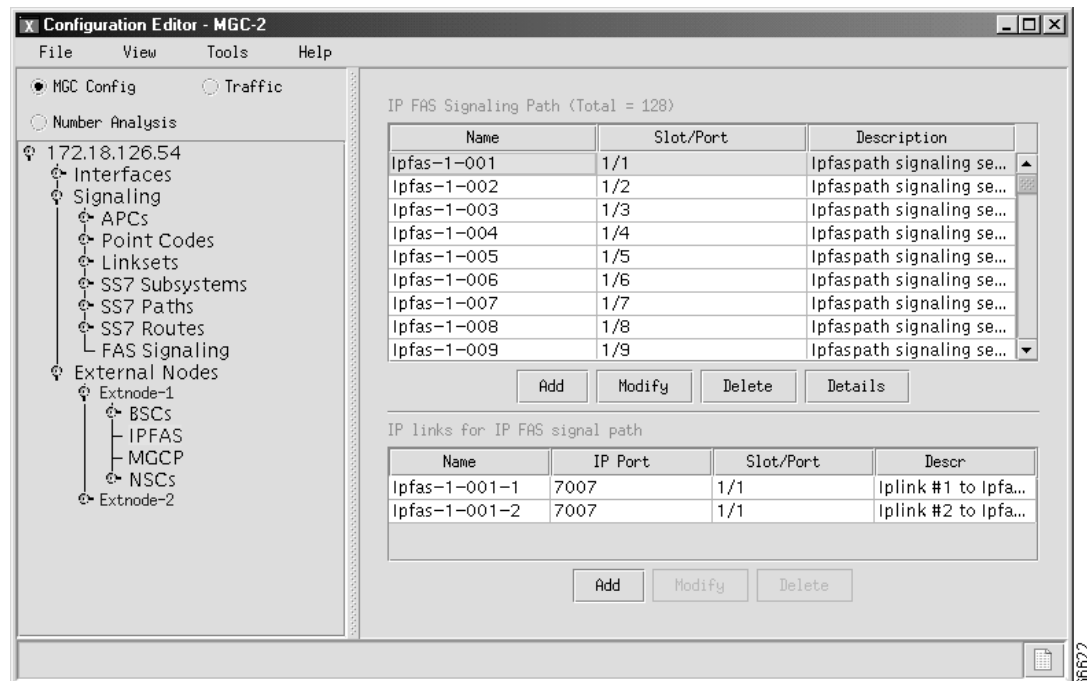 X Configuration Editor - MGC-2
File View Tools Help
MGC Config Traffic
Number Analysis
172.18.126.54
Interfaces
Signaling
APCs
Point Codes
Linksets
SS7 Subsystems
SS7 Paths
SS7 Routes
FAS Signaling
External Nodes
Extnode-1
BSCs
IPFAS
MGCP
NSCs
Extnode-2
IP FAS Signaling Path (Total = 128)
Name Slot/Port Description
Ipfas-1-001 1/1 Ipfaspath signaling se...
Ipfas-1-002 1/2 Ipfaspath signaling se...
Ipfas-1-003 1/3 Ipfaspath signaling se...
Ipfas-1-004 1/4 Ipfaspath signaling se...
Ipfas-1-005 1/5 Ipfaspath signaling se...
Ipfas-1-006 1/6 Ipfaspath signaling se...
Ipfas-1-007 1/7 Ipfaspath signaling se...
Ipfas-1-008 1/8 Ipfaspath signaling se...
Ipfas-1-009 1/9 Ipfaspath signaling se...
Add Modify Delete Details
IP links for IP FAS signal path
Name IP Port Slot/Port Descr
Ipfas-1-001-1 7007 1/1 Iplink #1 to Ipfa...
Ipfas-1-001-2 7007 1/1 Iplink #2 to Ipfa...
Add Modify Delete